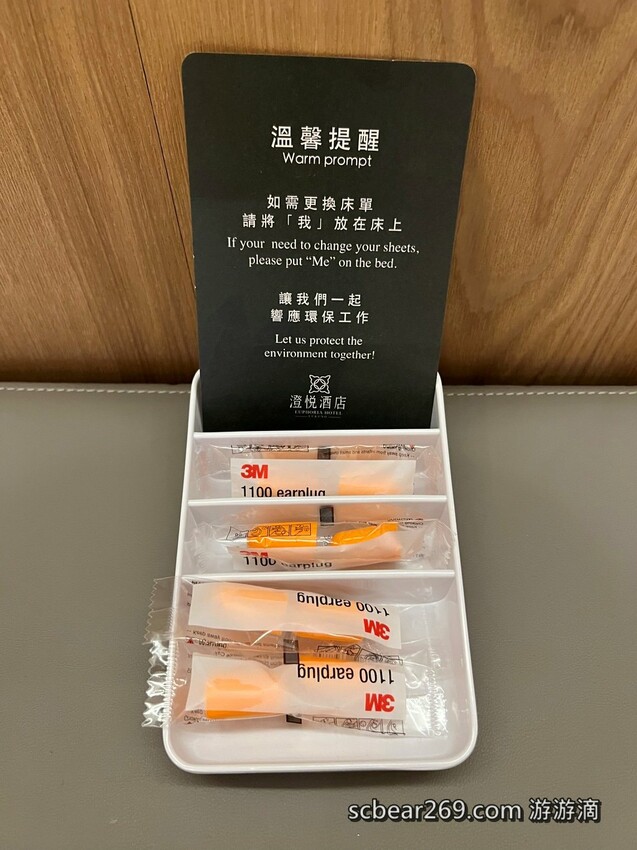 溫馨提醒
Warm prompt
如需更換床單
請將「我」放在床上
If your need to change your sheets,
please put “Me” on the bed.
讓我們一起
響應環保工作
Let us protect the
environment together!
澄悦酒店
EUPHORIA HOTEL
3M
1100 earplug
3M
1100 earplug
1100 earplug
3M
WARNING
1100 earplug
3M
scbear269.com 游游滴